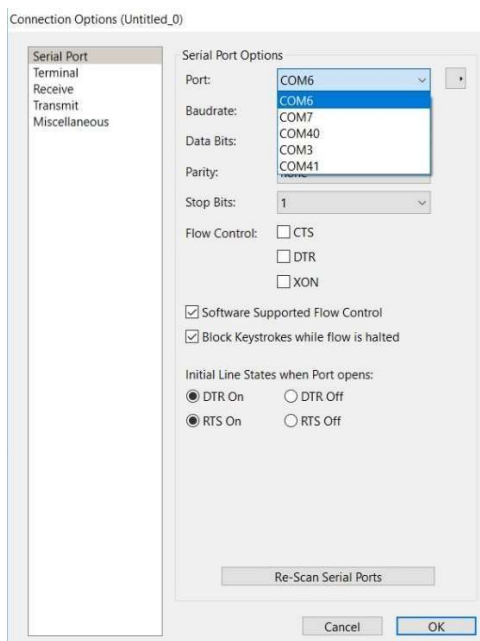 Connection Options (Untitled_0)
Serial Port
Terminal
Receive
Transmit
Miscellaneous
Serial Port Options
Port: COM6
COM6
Baudrate:
COM7
COM40
Data Bits:
COM3
COM41
Parity:
Stop Bits: 1
Flow Control: CTS
DTR
XON
Software Supported Flow Control
Block Keystrokes while flow is halted
Initial Line States when Port opens:
DTR On DTR Off
RTS On RTS Off
Re-Scan Serial Ports
Cancel OK